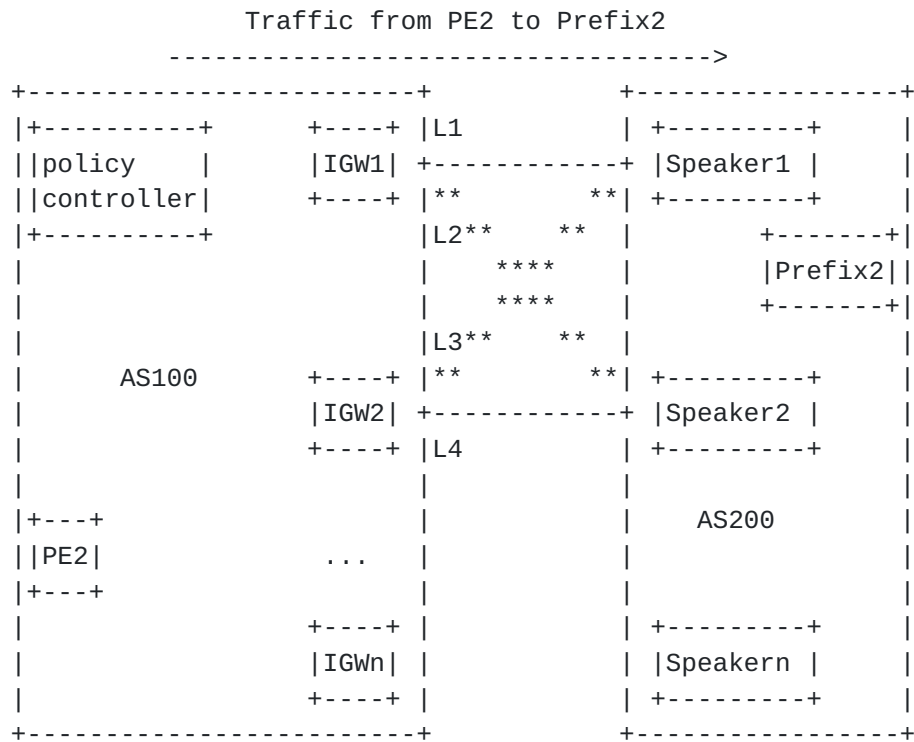 Traffic from PE2 to Prefix2
          ----------------------------------->
+-------------------------+            +-----------------+
|+----------+      +----+ |L1          | +---------+     |
||policy    |      |IGW1| +------------+ |Speaker1 |     |
||controller|      +----+ |**        **| +---------+     |
|+----------+             |L2**    **  |        +-------+|
|                         |    ****    |        |Prefix2||
|                         |    ****    |        +-------+|
|                         |L3**    **  |                 |
|      AS100       +----+ |**        **| +---------+     |
|                  |IGW2| +------------+ |Speaker2 |     |
|                  +----+ |L4          | +---------+     |
|                         |            |                 |
|+---+                    |            |    AS200        |
||PE2|              ...   |            |                 |
|+---+                    |            |                 |
|                  +----+ |            | +---------+     |
|                  |IGWn| |            | |Speakern |     |
|                  +----+ |            | +---------+     |
+-------------------------+            +-----------------+